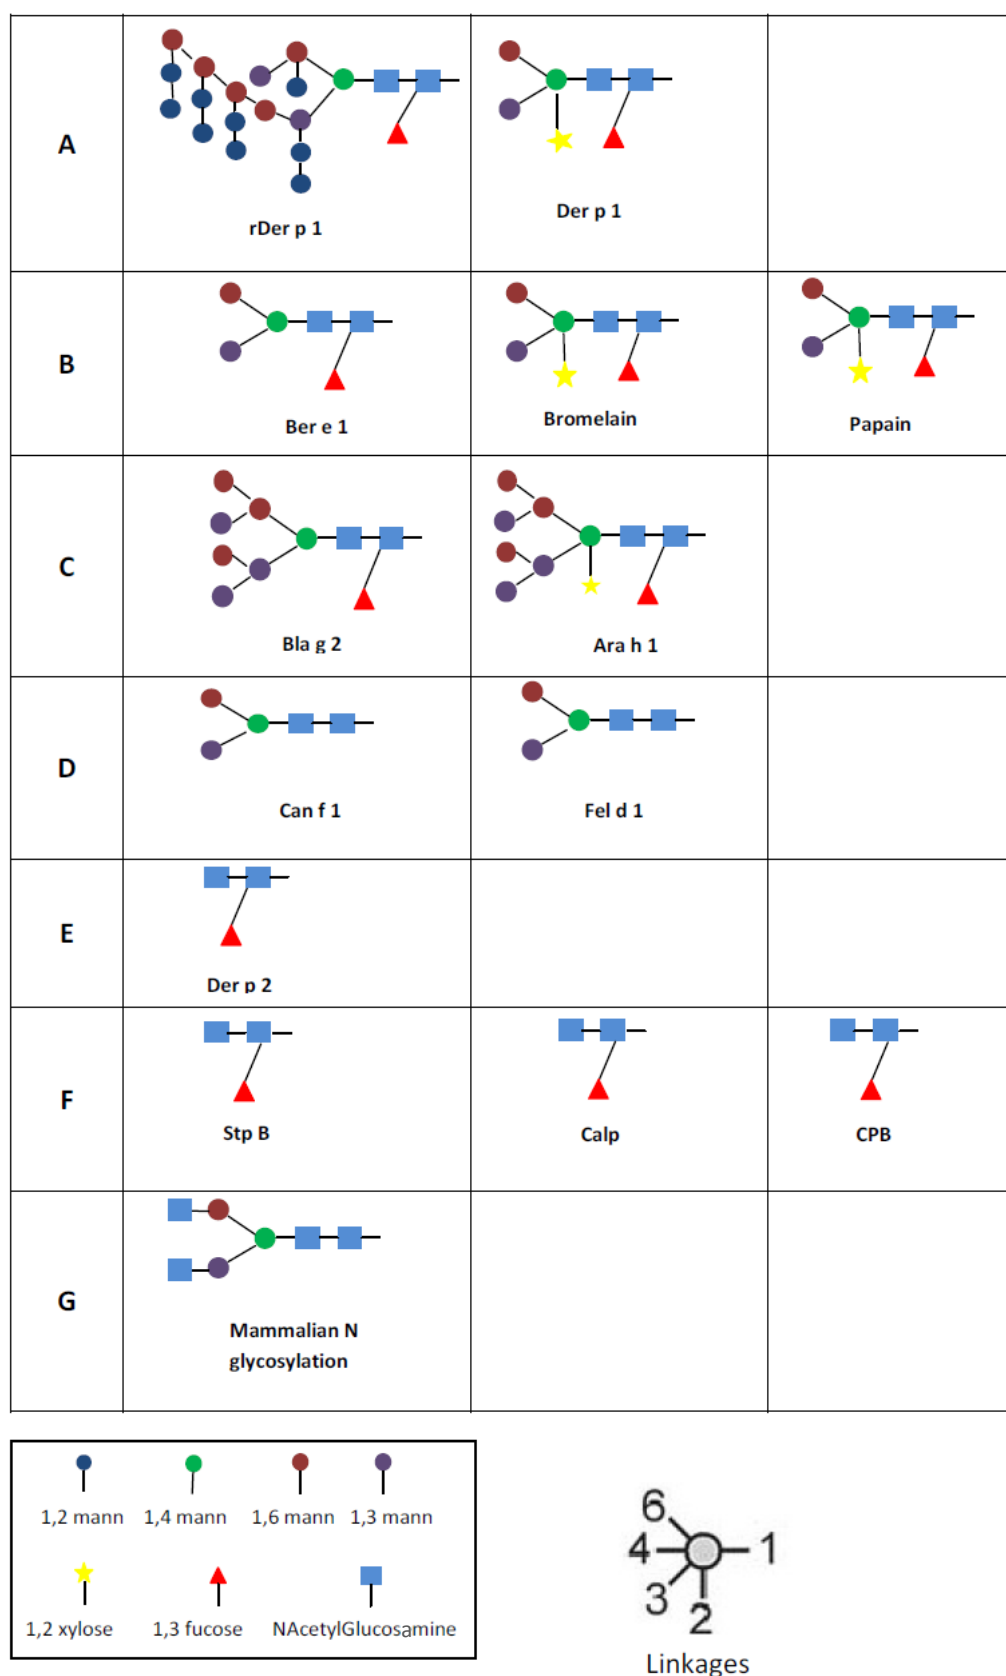 A
rDer p 1
Der p 1
B
Ber e 1
Bromelain
Papain
C
Bla g 2
Ara h 1
D
Can f 1
Fel d 1
E
Der p 2
F
Stp B
Calp
CPB
G
Mammalian N
glycosylation
1,2 mann 1,4 mann 1,6 mann 1,3 mann
1,2 xylose 1,3 fucose NAcetylGlucosamine
6
4 1
3
2
Linkages